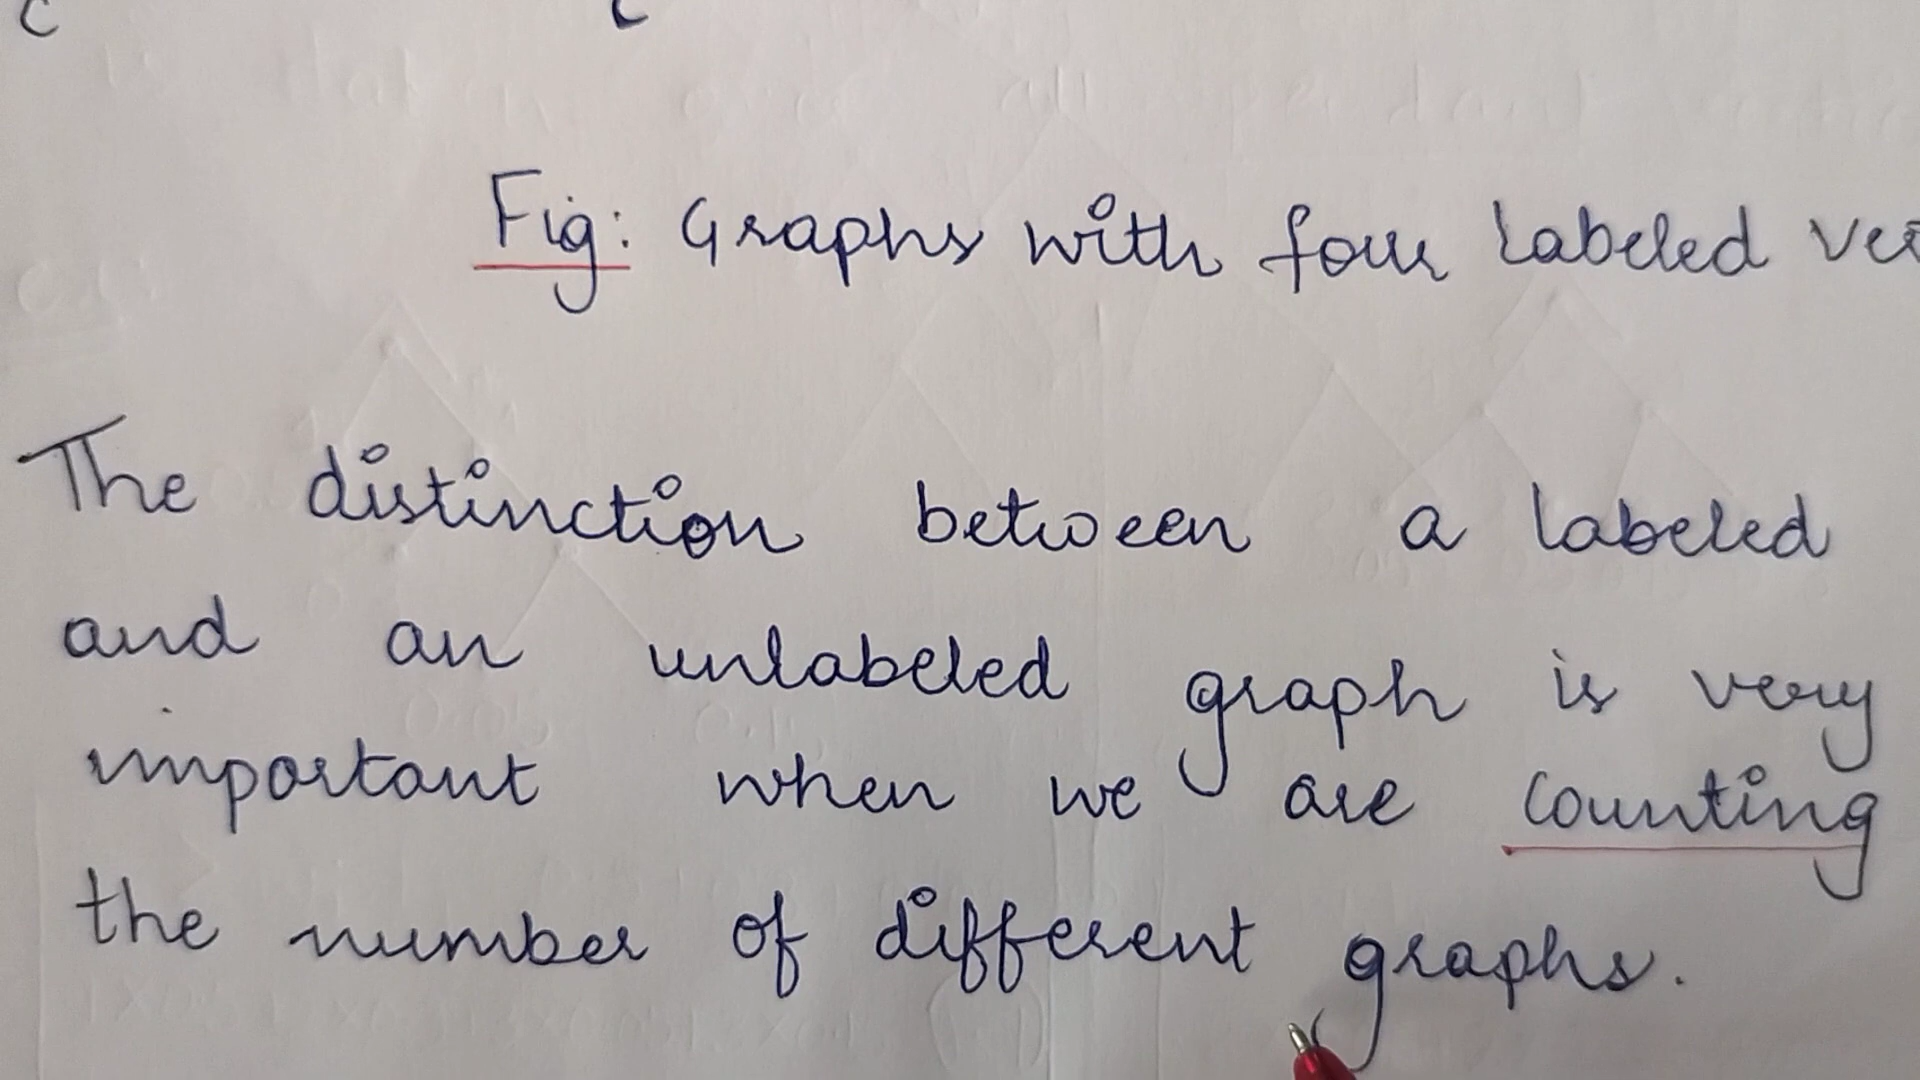 c c
Fig: Graphs with four labeled ver
The distinction between a labeled
and an unlabeled graph is very
important when we are counting
the number of different graphs.